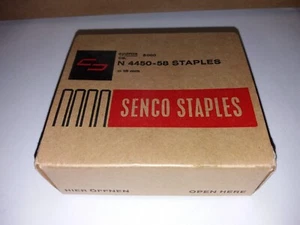 N 4450-58 STAPLES
SENCO STAPLES
HIER ÖFFNEN
OPEN HERE